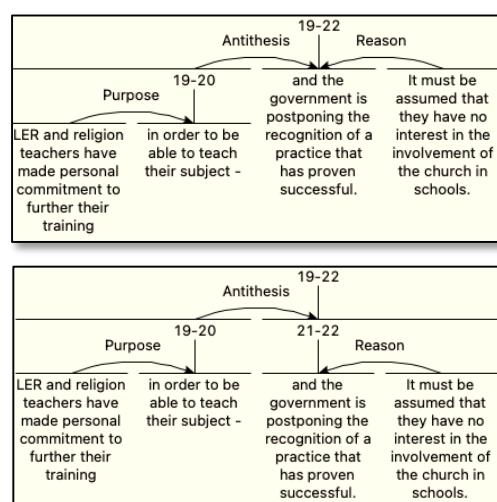 19-22
Antithesis
Reason
19-20
Purpose
LER and religion
teachers have
made personal
commitment to
further their
training
in order to be
able to teach
their subject -
and the
government is
postponing the
recognition of a
practice that
has proven
successful.
It must be
assumed that
they have no
interest in the
involvement of
the church in
schools.
19-22
Antithesis
19-20
21-22
Purpose
Reason
LER and religion
teachers have
made personal
commitment to
further their
training
in order to be
able to teach
their subject -
and the
government is
postponing the
recognition of a
practice that
has proven
successful.
It must be
assumed that
they have no
interest in the
involvement of
the church in
schools.